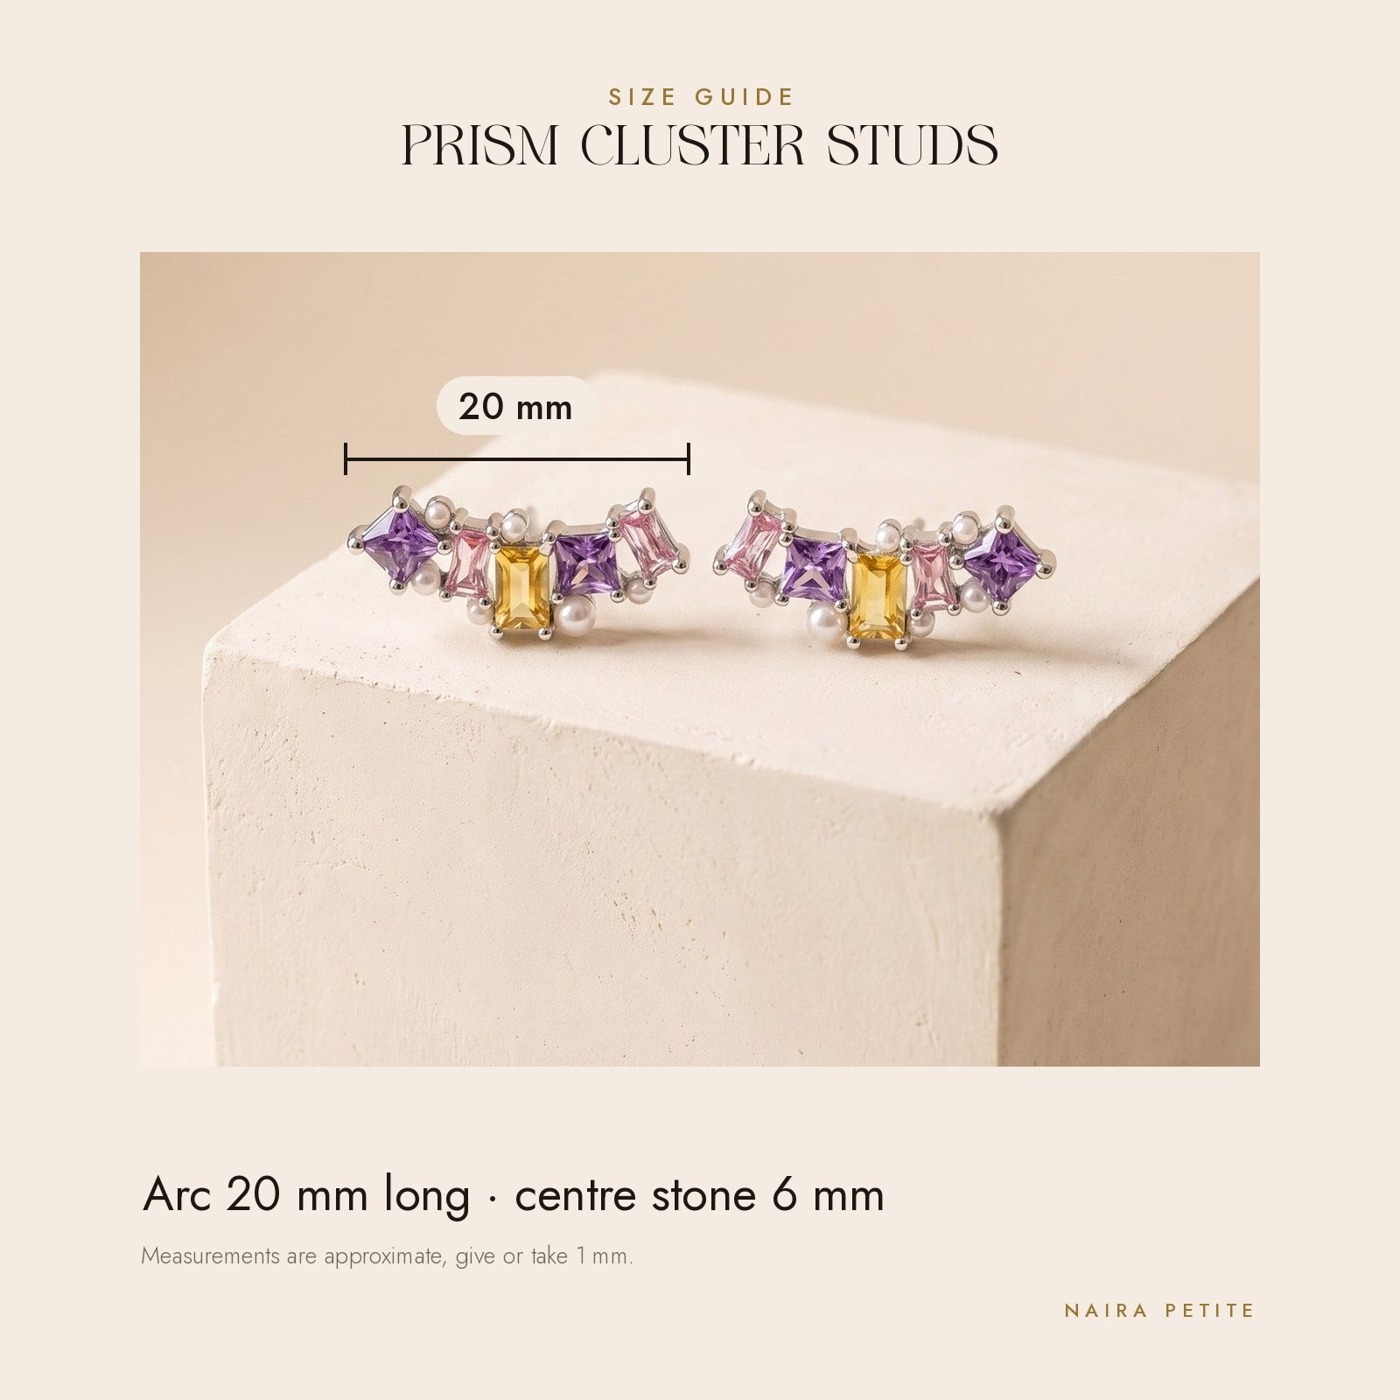 SIZE GUIDE
PRISM CLUSTER STUDS
20 mm
Arc 20 mm long · centre stone 6 mm
Measurements are approximate, give or take 1 mm.
NAIRA PETITE